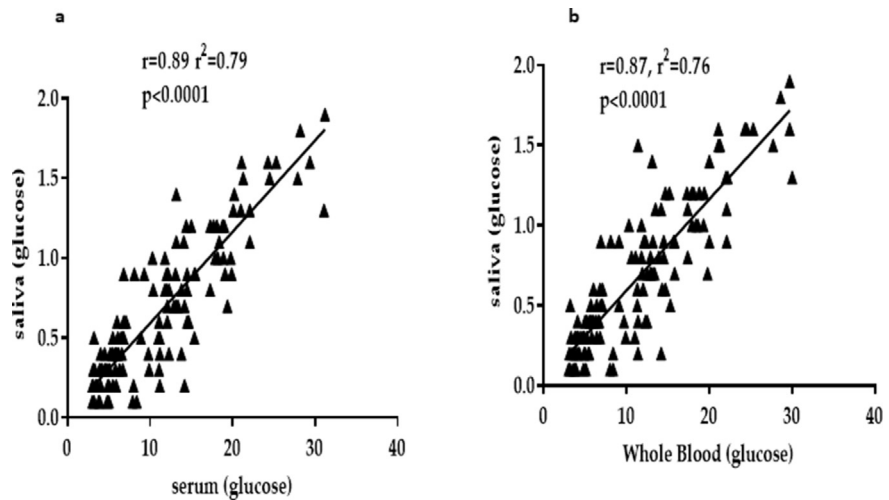 a
r=0.89 r²=0.79
p<0.0001
2.0
1.5
1.0
0.5
0.0
saliva (glucose)
0 10 20 30 40
serum (glucose)
b
r=0.87, r²=0.76
p<0.0001
2.0
1.5
1.0
0.5
0.0
saliva (glucose)
0 10 20 30 40
Whole Blood (glucose)